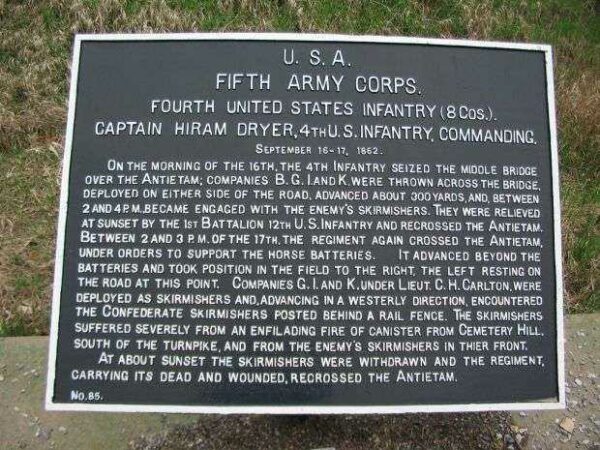 U.S.A.
FIFTH ARMY CORPS.
FOURTH UNITED STATES INFANTRY (8 COS.).
CAPTAIN HIRAM DRYER, 4TH U.S. INFANTRY, COMMANDING.
SEPTEMBER 16-17, 1862.
ON THE MORNING OF THE 16TH, THE 4TH INFANTRY SEIZED THE MIDDLE BRIDGE
OVER THE ANTIETAM; COMPANIES B. G. I. AND K. WERE THROWN ACROSS THE BRIDGE,
DEPLOYED ON EITHER SIDE OF THE ROAD, ADVANCED ABOUT 300 YARDS, AND, BETWEEN
2 AND 4 P.M. BECAME ENGAGED WITH THE ENEMY'S SKIRMISHERS. THEY WERE RELIEVED
AT SUNSET BY THE 1ST BATTALION 12TH U.S. INFANTRY AND RECROSSED THE ANTIETAM.
BETWEEN 2 AND 3 P.M. OF THE 17TH, THE REGIMENT AGAIN CROSSED THE ANTIETAM,
UNDER ORDERS TO SUPPORT THE HORSE BATTERIES. IT ADVANCED BEYOND THE
BATTERIES AND TOOK POSITION IN THE FIELD TO THE RIGHT, THE LEFT RESTING ON
THE ROAD AT THIS POINT. COMPANIES G. I. AND K. UNDER LIEUT. C. H. CARLTON, WERE
DEPLOYED AS SKIRMISHERS AND, ADVANCING IN A WESTERLY DIRECTION, ENCOUNTERED
THE CONFEDERATE SKIRMISHERS POSTED BEHIND A RAIL FENCE. THE SKIRMISHERS
SUFFERED SEVERELY FROM AN ENFILADING FIRE OF CANISTER FROM CEMETERY HILL,
SOUTH OF THE TURNPIKE, AND FROM THE ENEMY'S SKIRMISHERS IN THIER FRONT.
AT ABOUT SUNSET THE SKIRMISHERS WERE WITHDRAWN AND THE REGIMENT,
CARRYING ITS DEAD AND WOUNDED, RECROSSED THE ANTIETAM.
NO. 85.